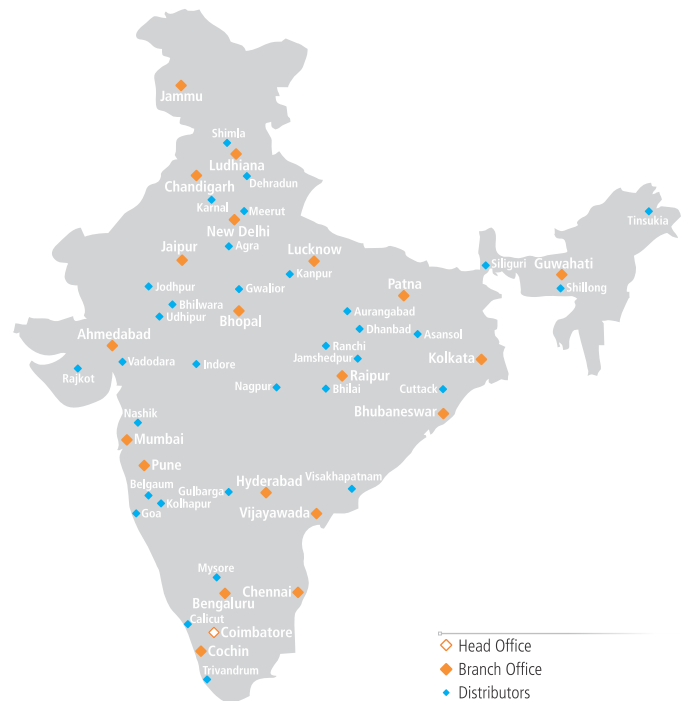 Jammu
Shimla
Ludhiana
Chandigarh
Dehradun
Karnal
Meerut
Tinsukia
New Delhi
Agra
Jaipur
Lucknow
Siliguri
Guwahati
Kanpur
Patna
Jodhpur
Gwalior
Shillong
Bhilwara
Udhipur
Bhopal
Aurangabad
Dhanbad
Asansol
Ahmedabad
Ranchi
Jamshedpur
Kolkata
Vadodara
Indore
Rajkot
Raipur
Nagpur
Bhilai
Cuttack
Bhubaneswar
Nashik
Mumbai
Pune
Visakhapatnam
Belgaum
Gulbarga
Hyderabad
Kolhapur
Goa
Vijayawada
Mysore
Chennai
Bengaluru
Calicut
Coimbatore
Cochin
Trivandrum
Head Office
Branch Office
Distributors